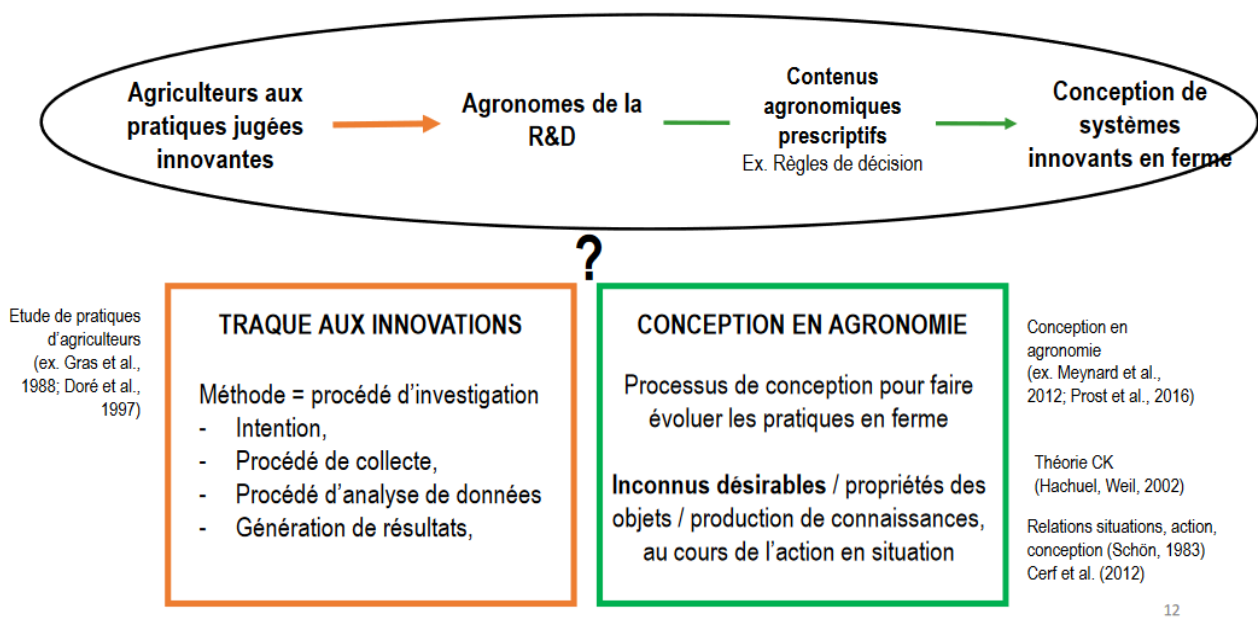 Agriculteurs aux
pratiques jugées
innovantes
Agronomes de la
R&D
Contenus
agronomiques
prescriptifs
Ex. Règles de décision
Conception de
systèmes
innovants en ferme
?
Etude de pratiques
d’agriculteurs
(ex. Gras et al.,
1988; Doré et al.,
1997)
TRAQUE AUX INNOVATIONS
Méthode = procédé d’investigation
- Intention,
- Procédé de collecte,
- Procédé d’analyse de données
- Génération de résultats,
CONCEPTION EN AGRONOMIE
Processus de conception pour faire
évoluer les pratiques en ferme
Inconnus désirables / propriétés des
objets / production de connaissances,
au cours de l’action en situation
Conception en
agronomie
(ex. Meynard et al.,
2012; Prost et al., 2016)
Théorie CK
(Hachuel, Weil, 2002)
Relations situations, action,
conception (Schön, 1983)
Cerf et al. (2012)
12